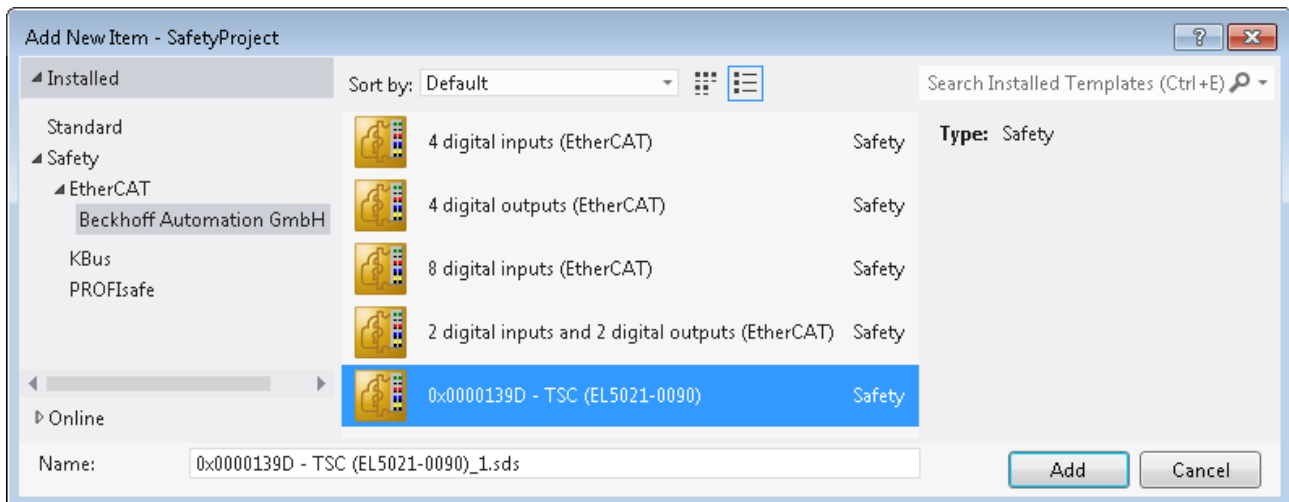 Add New Item - SafetyProject
Installed
Sort by: Default
Search Installed Templates (Ctrl+E)
Standard
Safety
EtherCAT
Beckhoff Automation GmbH
KBus
PROFIsafe
Online
4 digital inputs (EtherCAT) Safety
4 digital outputs (EtherCAT) Safety
8 digital inputs (EtherCAT) Safety
2 digital inputs and 2 digital outputs (EtherCAT) Safety
0x0000139D - TSC (EL5021-0090) Safety
Type: Safety
Name: 0x0000139D - TSC (EL5021-0090)_1.sds
Add Cancel